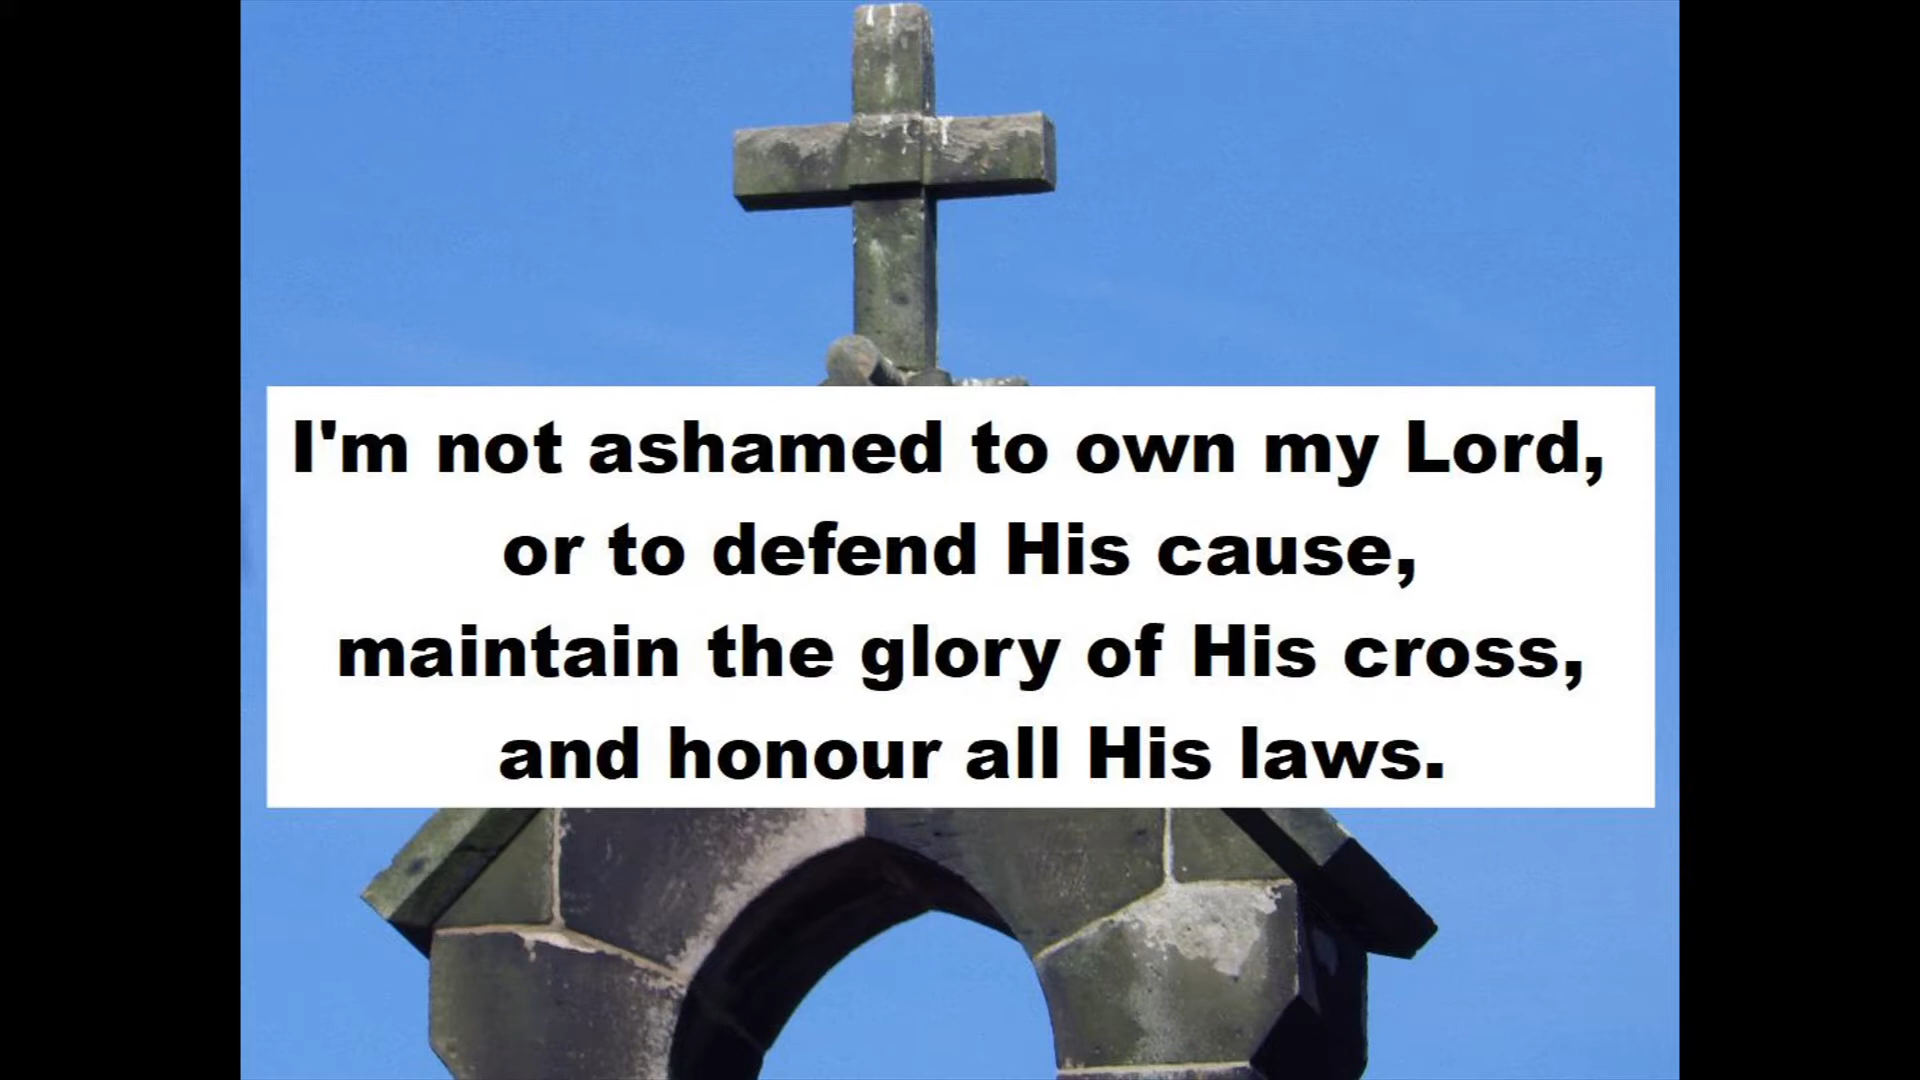 I'm not ashamed to own my Lord,
or to defend His cause,
maintain the glory of His cross,
and honour all His laws.